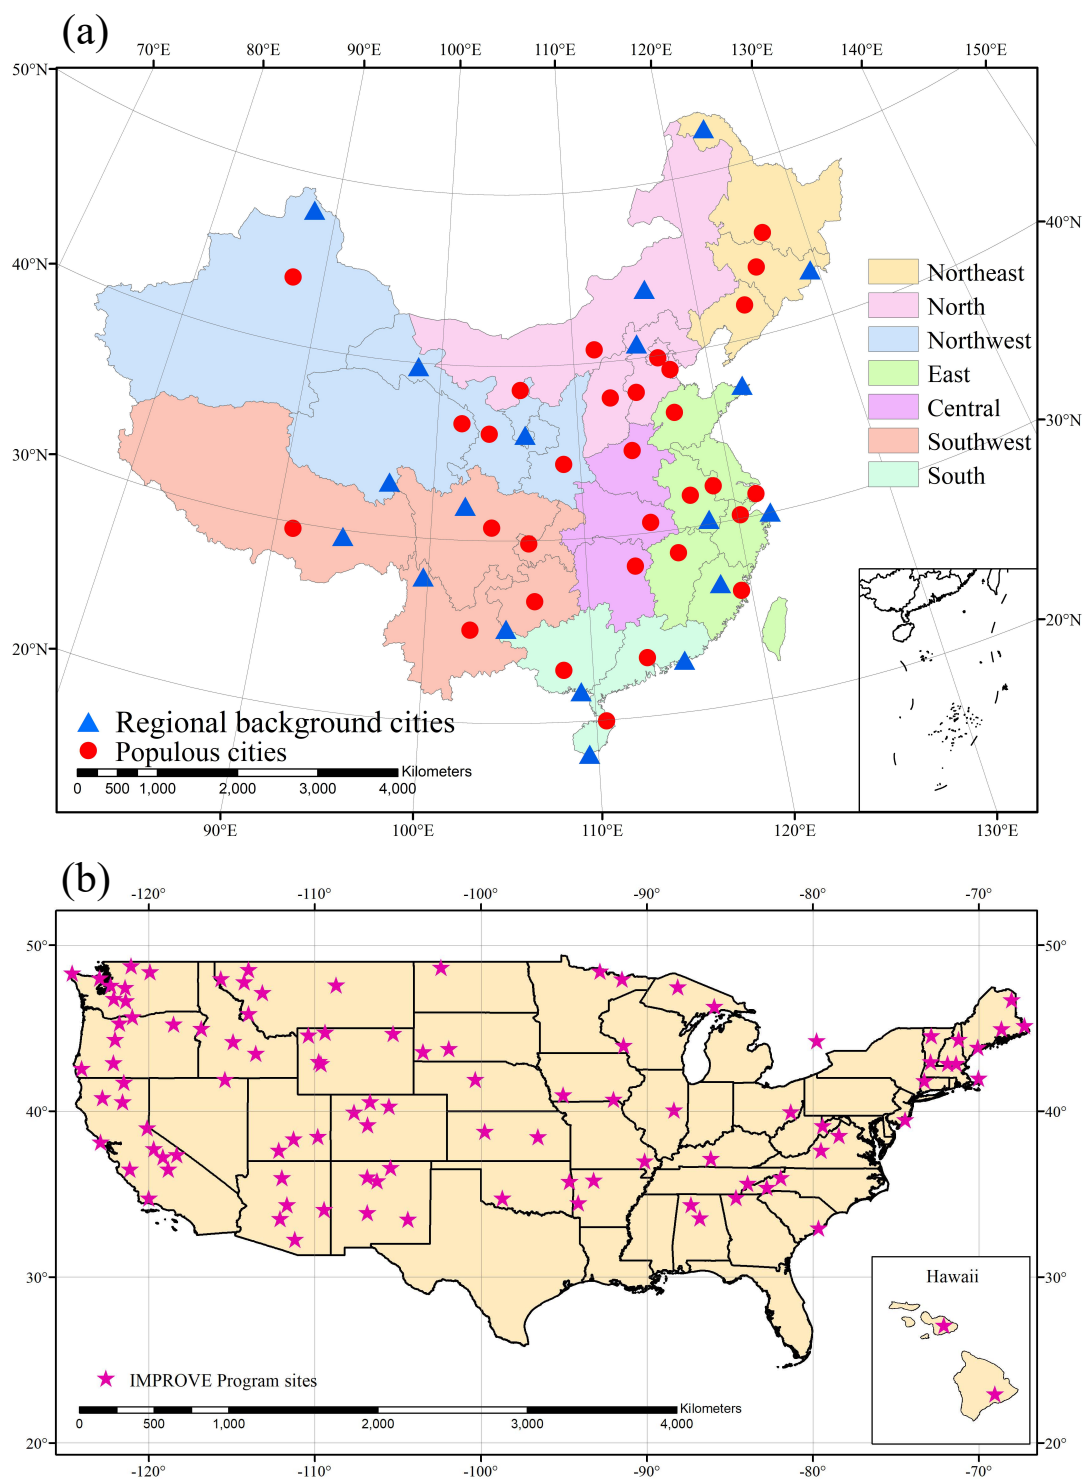 (a)
70°E 80°E 90°E 100°E 110°E 120°E 130°E 140°E 150°E
50°N
40°N
40°N
30°N
30°N
20°N
20°N
Northeast
North
Northwest
East
Central
Southwest
South
Regional background cities
Populous cities
Kilometers
0 500 1,000 2,000 3,000 4,000
90°E 100°E 110°E 120°E 130°E
(b)
-120° -110° -100° -90° -80° -70°
50° 50°
40° 40°
30° 30°
Hawaii
IMPROVE Program sites
Kilometers
0 500 1,000 2,000 3,000 4,000
20° 20°
-120° -110° -100° -90° -80° -70°